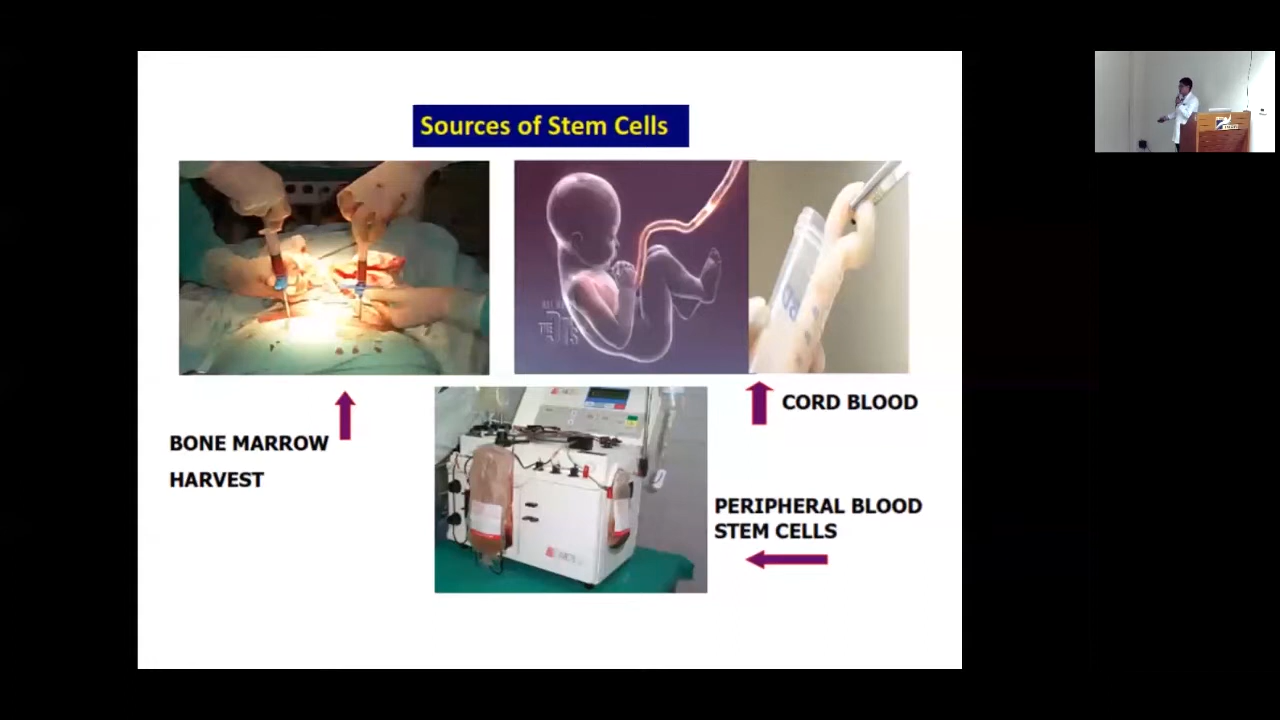 Sources of Stem Cells
BONE MARROW
HARVEST
CORD BLOOD
PERIPHERAL BLOOD
STEM CELLS